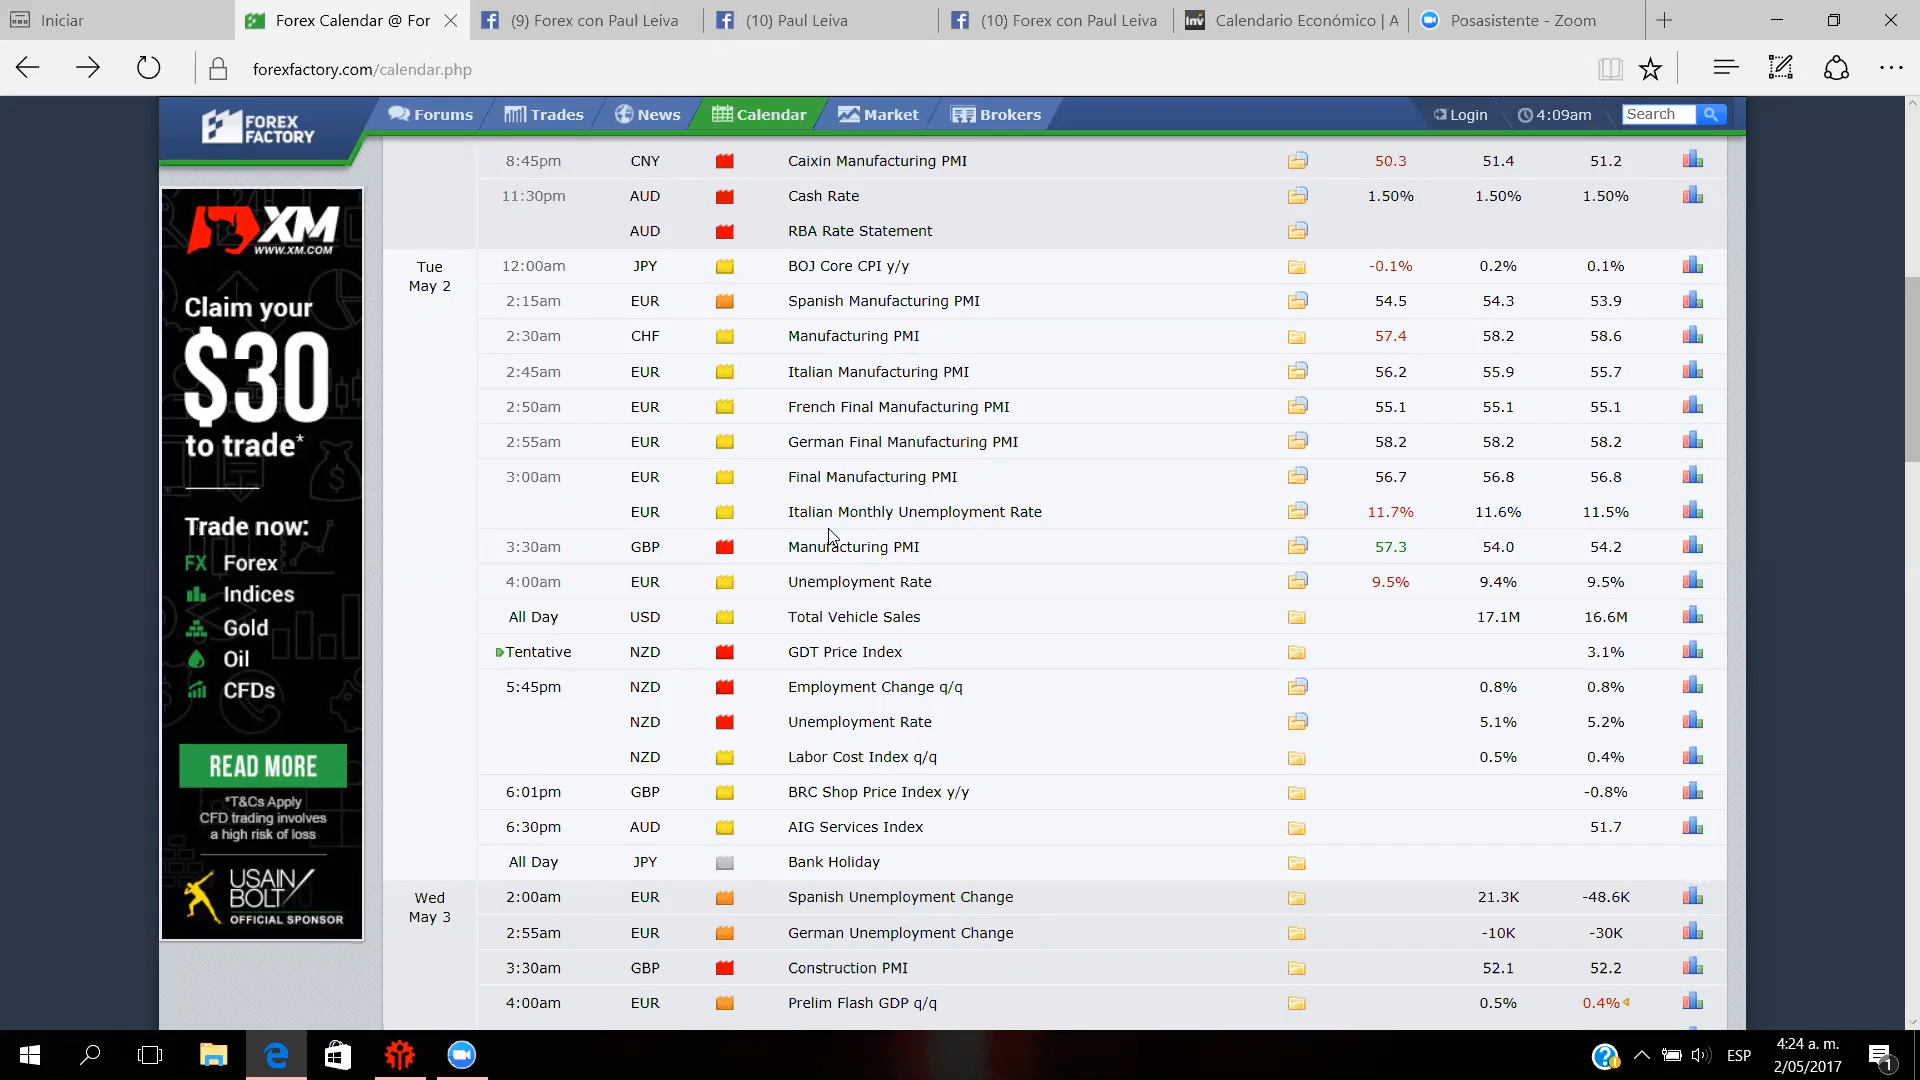 Iniciar
Forex Calendar @ For
(9) Forex con Paul Leiva
(10) Paul Leiva
(10) Forex con Paul Leiva
Inv
Calendario Económico | A
Posasistente - Zoom
forexfactory.com/calendar.php
FOREX FACTORY
Forums
Trades
News
Calendar
Market
Brokers
Login
4:09am
Search
8:45pm CNY Caixin Manufacturing PMI 50.3 51.4 51.2
11:30pm AUD Cash Rate 1.50% 1.50% 1.50%
AUD RBA Rate Statement
Tue May 2
12:00am JPY BOJ Core CPI y/y -0.1% 0.2% 0.1%
2:15am EUR Spanish Manufacturing PMI 54.5 54.3 53.9
2:30am CHF Manufacturing PMI 57.4 58.2 58.6
2:45am EUR Italian Manufacturing PMI 56.2 55.9 55.7
2:50am EUR French Final Manufacturing PMI 55.1 55.1 55.1
2:55am EUR German Final Manufacturing PMI 58.2 58.2 58.2
3:00am EUR Final Manufacturing PMI 56.7 56.8 56.8
EUR Italian Monthly Unemployment Rate 11.7% 11.6% 11.5%
3:30am GBP Manufacturing PMI 57.3 54.0 54.2
4:00am EUR Unemployment Rate 9.5% 9.4% 9.5%
All Day USD Total Vehicle Sales 17.1M 16.6M
Tentative NZD GDT Price Index 3.1%
5:45pm NZD Employment Change q/q 0.8% 0.8%
NZD Unemployment Rate 5.1% 5.2%
NZD Labor Cost Index q/q 0.5% 0.4%
6:01pm GBP BRC Shop Price Index y/y -0.8%
6:30pm AUD AIG Services Index 51.7
All Day JPY Bank Holiday
Wed May 3
2:00am EUR Spanish Unemployment Change 21.3K -48.6K
2:55am EUR German Unemployment Change -10K -30K
3:30am GBP Construction PMI 52.1 52.2
4:00am EUR Prelim Flash GDP q/q 0.5% 0.4%
XM
WWW.XM.COM
Claim your
$30
to trade*
Trade now:
FX Forex
Indices
Gold
Oil
CFDs
READ MORE
*T&Cs Apply
CFD trading involves
a high risk of loss
USAIN
BOLT
OFFICIAL SPONSOR
ESP
4:24 a. m.
2/05/2017
1